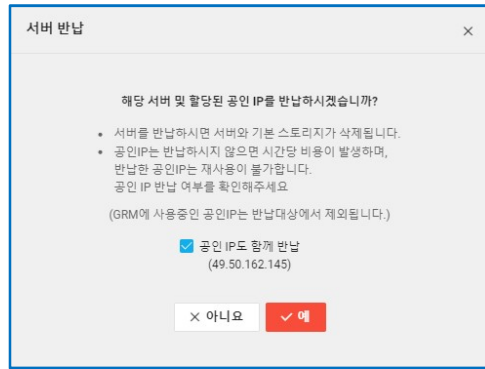 서버 반납
해당 서버 및 할당된 공인 IP를 반납하시겠습니까?
서버를 반납하시면 서버와 기본 스토리지가 삭제됩니다.
공인IP는 반납하시지 않으면 시간당 비용이 발생하며,
반납한 공인IP는 재사용이 불가합니다.
공인 IP 반납 여부를 확인해주세요
(GRM에 사용중인 공인IP는 반납대상에서 제외됩니다.)
공인 IP도 함께 반납
(49.50.162.145)
아니요 예